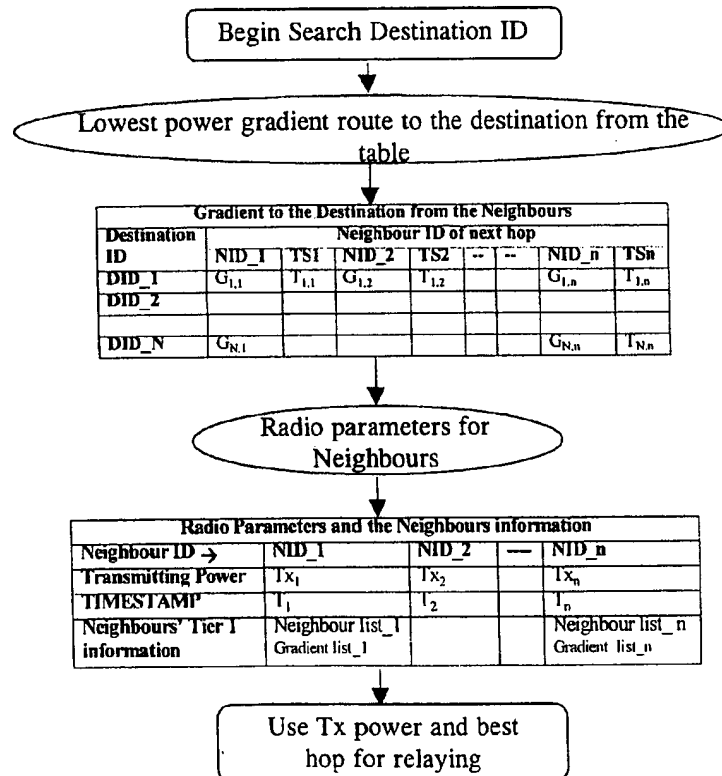 Begin Search Destination ID
Lowest power gradient route to the destination from the
table
Gradient to the Destination from the Neighbours
Destination ID Neighbour ID of next hop
NID_1 TS1 NID_2 TS2 -- -- NID_n TSn
DID_1 G1,1 T1,1 G1,2 T1,2 G1,n T1,n
DID_2
DID_N GN,1 GN,n TN,n
Radio parameters for
Neighbours
Radio Parameters and the Neighbours information
Neighbour ID → NID_1 NID_2 ---- NID_n
Transmitting Power Tx1 Tx2 Txn
TIMESTAMP T1 T2 Tn
Neighbours' Tier 1 Neighbour list_1 Neighbour list_n
information Gradient list_1 Gradient list_n
Use Tx power and best
hop for relaying